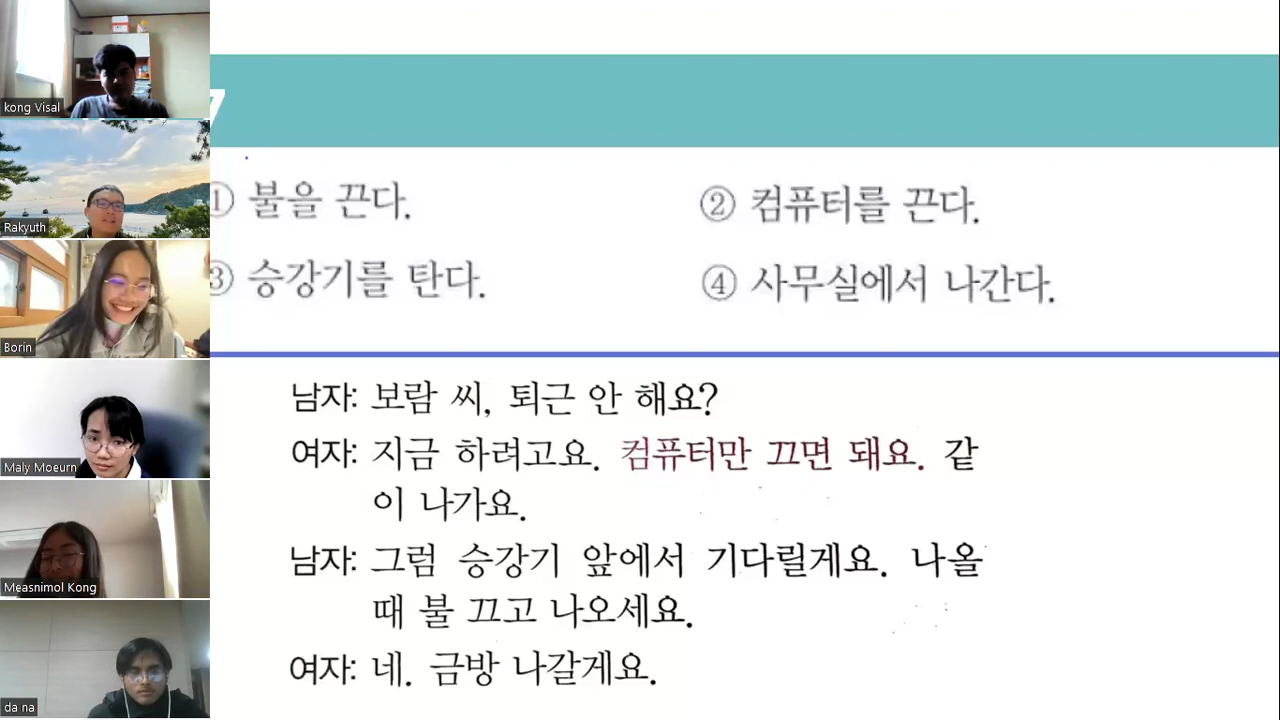 kong Visal
Rakyuth
Borin
Maly Moeurn
Measnimol Kong
da na
7
① 불을 끈다.
② 컴퓨터를 끈다.
③ 승강기를 탄다.
④ 사무실에서 나간다.
남자: 보람 씨, 퇴근 안 해요?
여자: 지금 하려고요. 컴퓨터만 끄면 돼요. 같
이 나가요.
남자: 그럼 승강기 앞에서 기다릴게요. 나올
때 불 끄고 나오세요.
여자: 네. 금방 나갈게요.